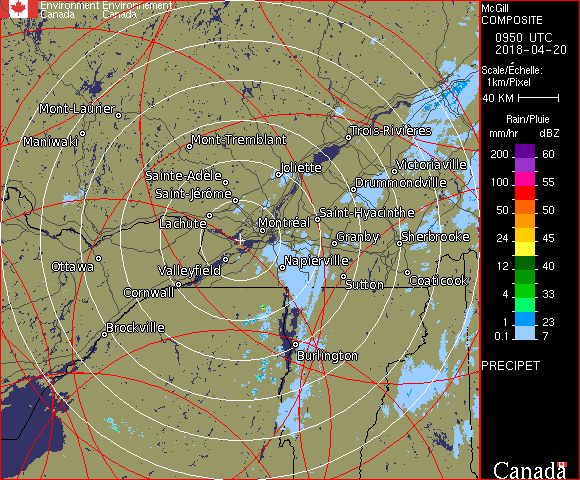 Environment Environnement
Canada Canada
McGill
COMPOSITE
0950 UTC
2018-04-20
Scale/Échelle:
1km/Pixel
40 KM
Rain/Pluie
mm/hr dBZ
200 60
100 55
50 50
24 45
12 40
4 33
1 23
0.1 7
PRECIPET
Canada
Mont-Laurier
Maniwaki
Mont-Tremblant
Trois-Rivières
Sainte-Adèle
Joliette
Victoriaville
Saint-Jérôme
Drummondville
Lachute
Montréal
Saint-Hyacinthe
Granby
Sherbrooke
Ottawa
Valleyfield
Napierville
Sutton
Coaticook
Cornwall
Brockville
Burlington